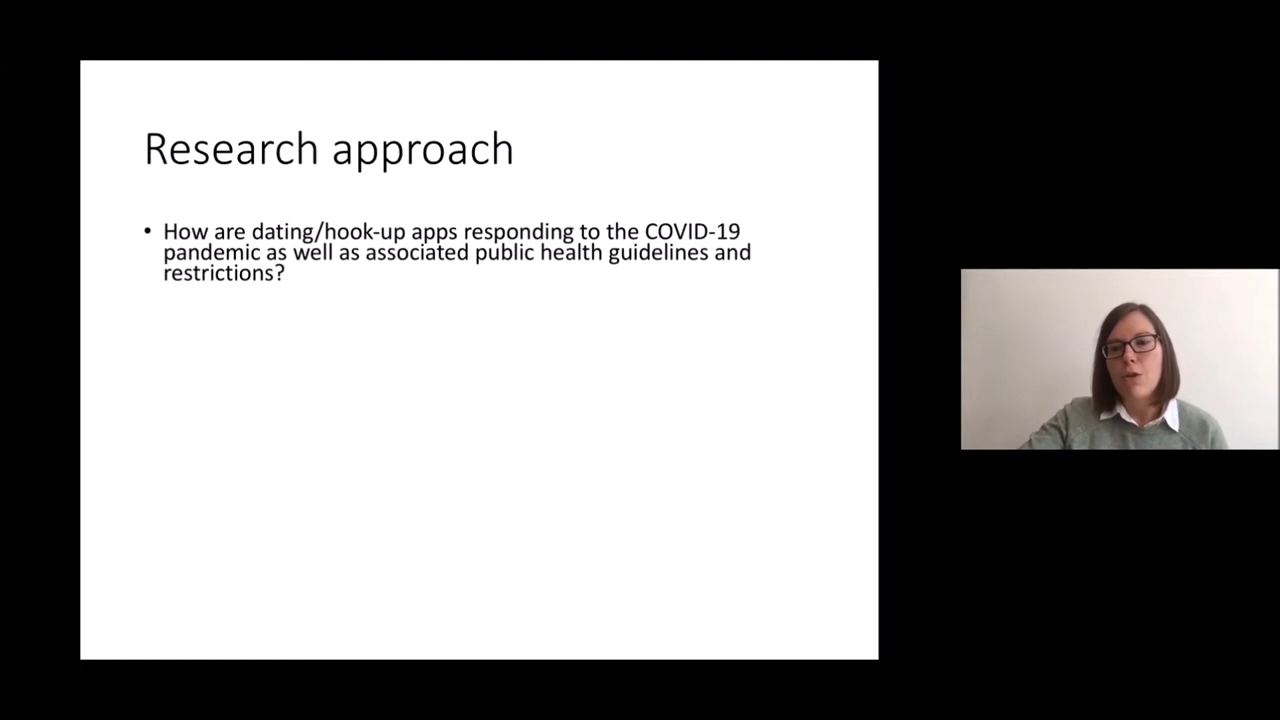 Research approach
• How are dating/hook-up apps responding to the COVID-19
pandemic as well as associated public health guidelines and
restrictions?